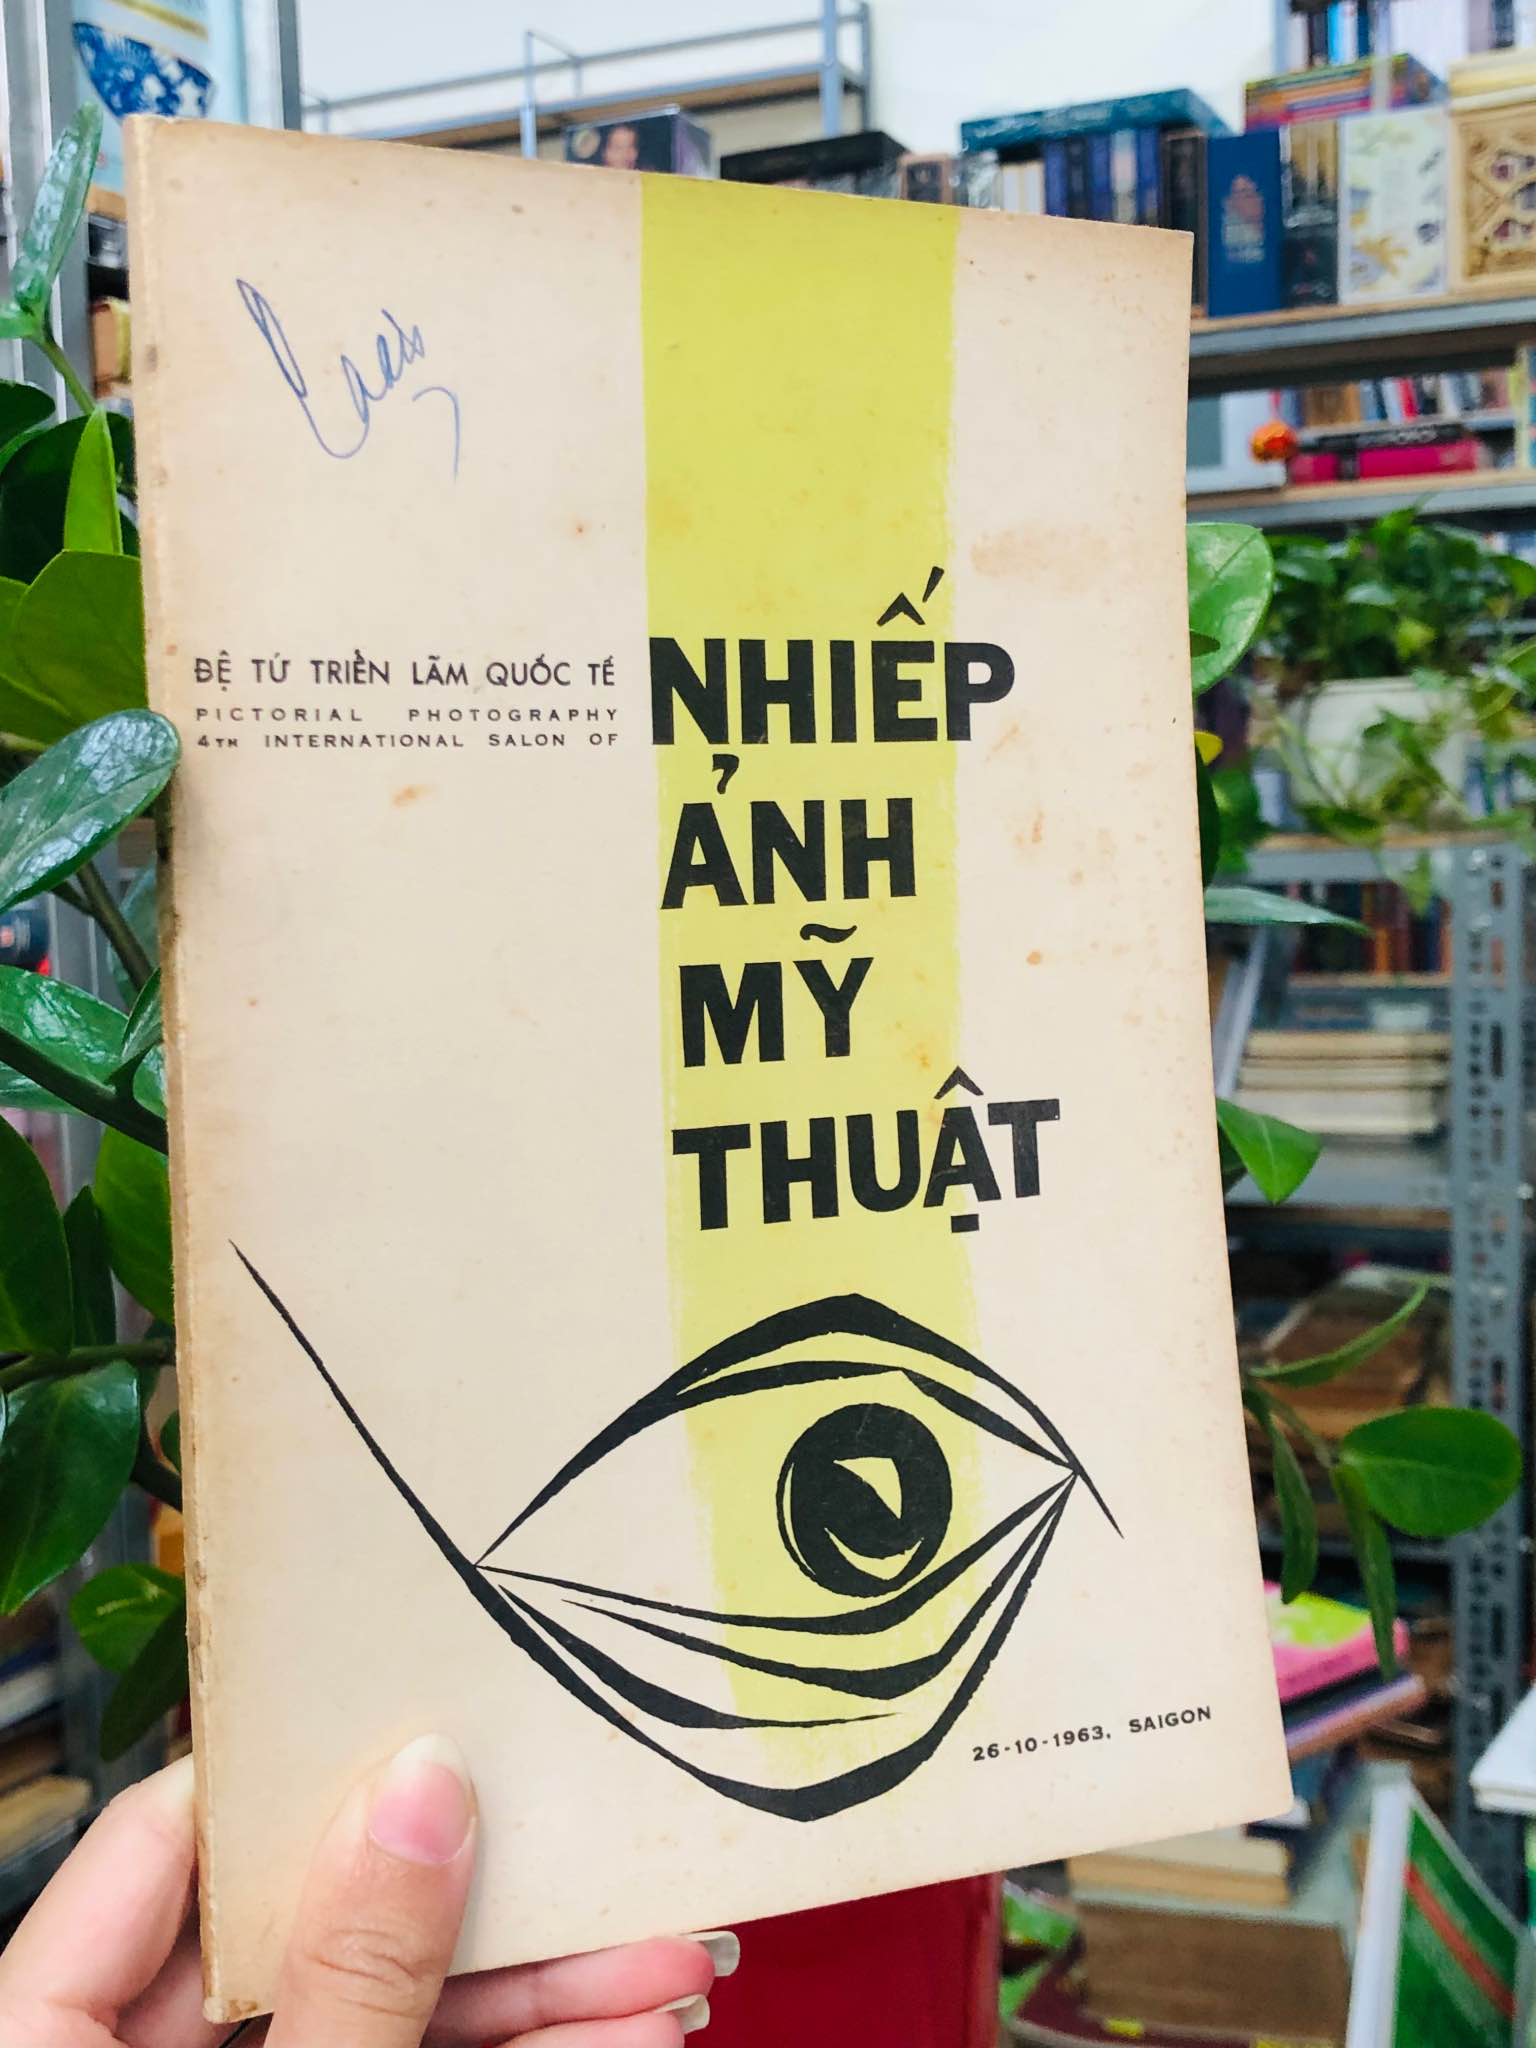 ĐỆ TỨ TRIỂN LÃM QUỐC TẾ
PICTORIAL PHOTOGRAPHY
4TH INTERNATIONAL SALON OF
NHIẾP
ẢNH
MỸ
THUẬT
26-10-1963, SAIGON